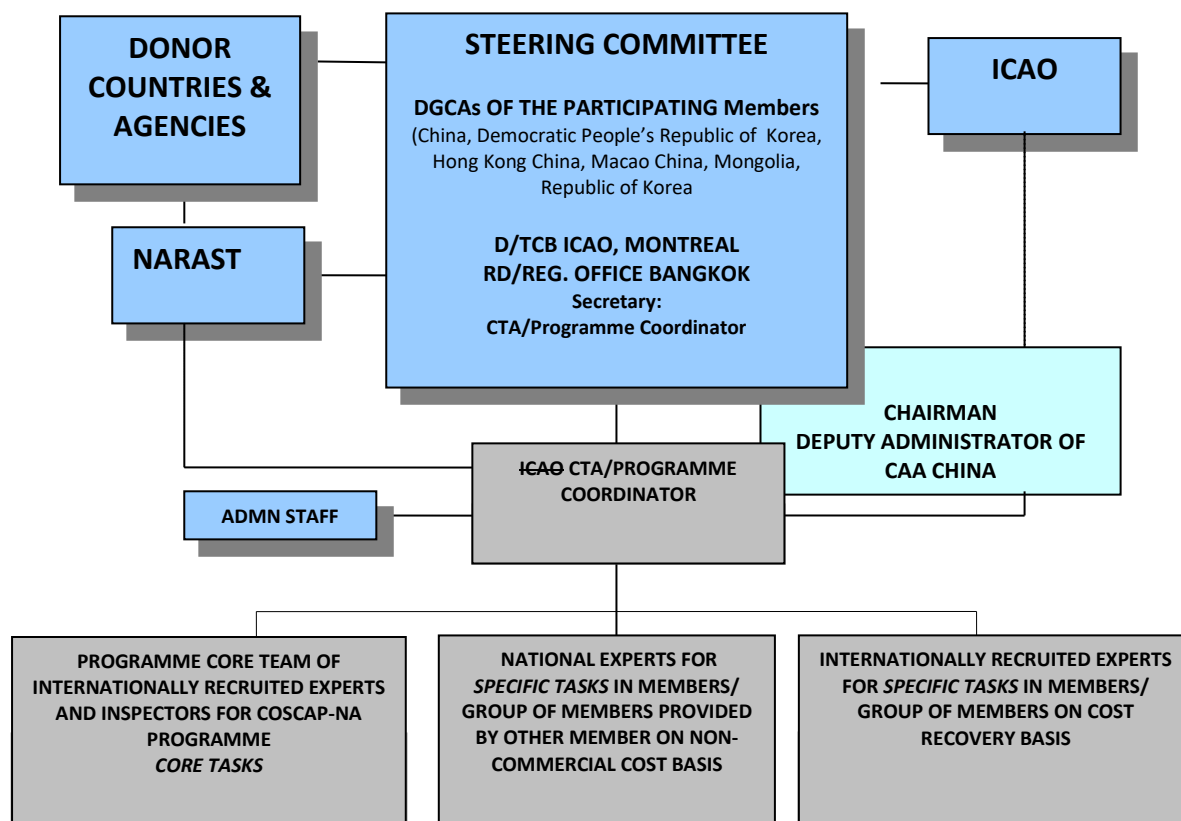 DONOR
COUNTRIES &
AGENCIES
STEERING COMMITTEE
DGCAs OF THE PARTICIPATING Members
(China, Democratic People’s Republic of Korea,
Hong Kong China, Macao China, Mongolia,
Republic of Korea
D/TCB ICAO, MONTREAL
RD/REG. OFFICE BANGKOK
Secretary:
CTA/Programme Coordinator
ICAO
NARAST
CHAIRMAN
DEPUTY ADMINISTRATOR OF
CAA CHINA
ICAO CTA/PROGRAMME
COORDINATOR
ADMN STAFF
PROGRAMME CORE TEAM OF
INTERNATIONALLY RECRUITED EXPERTS
AND INSPECTORS FOR COSCAP-NA
PROGRAMME
CORE TASKS
NATIONAL EXPERTS FOR
SPECIFIC TASKS IN MEMBERS/
GROUP OF MEMBERS PROVIDED
BY OTHER MEMBER ON NON-
COMMERCIAL COST BASIS
INTERNATIONALLY RECRUITED EXPERTS
FOR SPECIFIC TASKS IN MEMBERS/
GROUP OF MEMBERS ON COST
RECOVERY BASIS